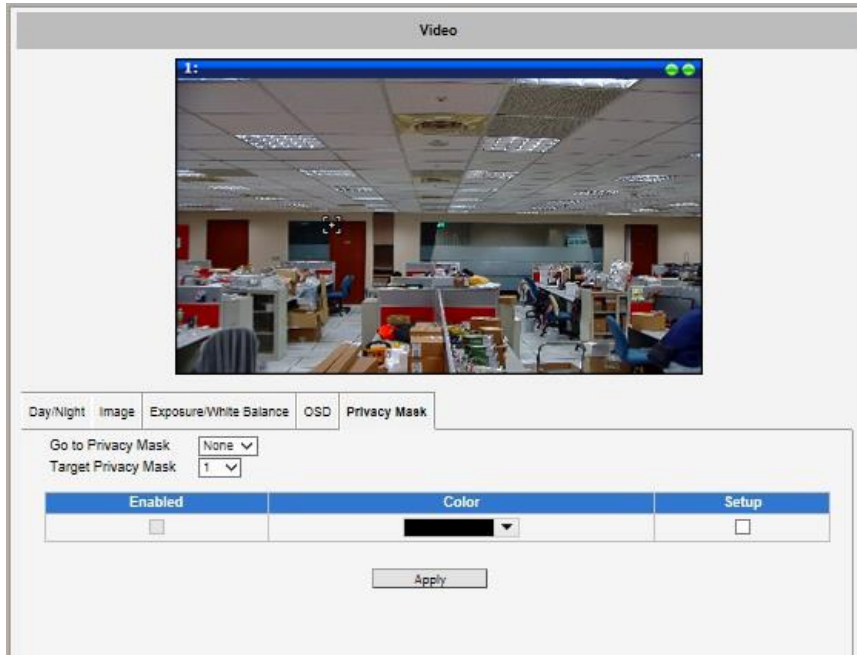 Video
1:
Day/Night Image Exposure/White Balance OSD Privacy Mask
Go to Privacy Mask None
Target Privacy Mask 1
Enabled Color Setup
Apply